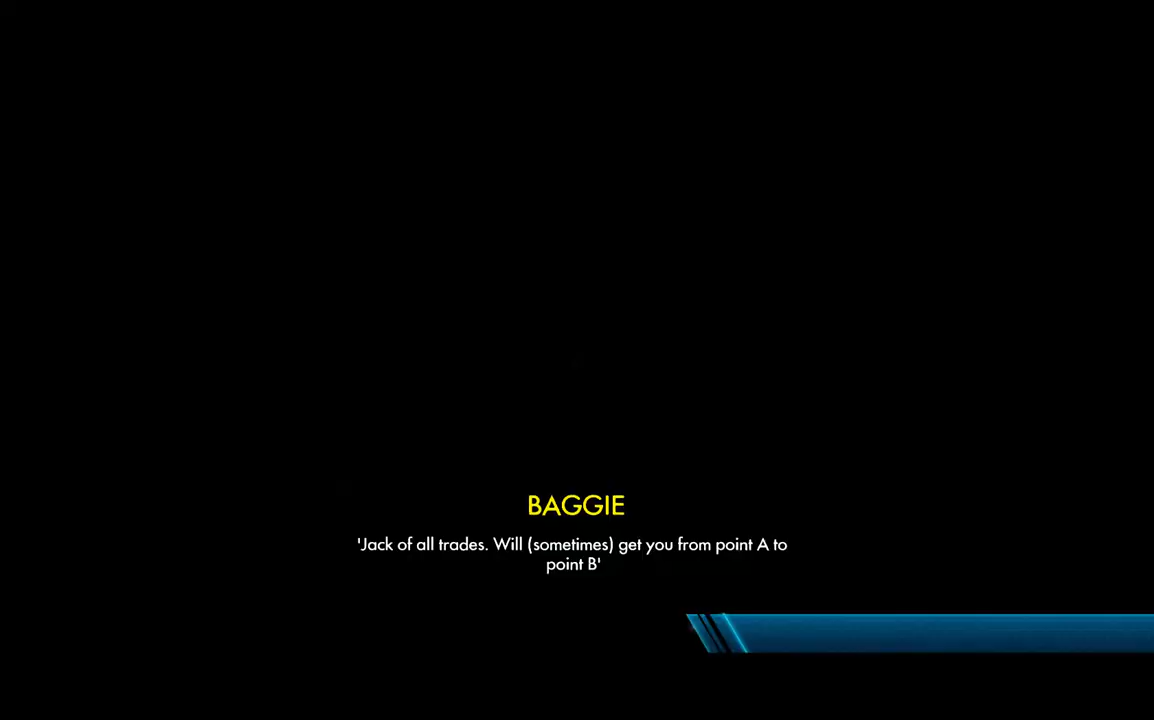 BAGGIE
'Jack of all trades. Will (sometimes) get you from point A to
point B'